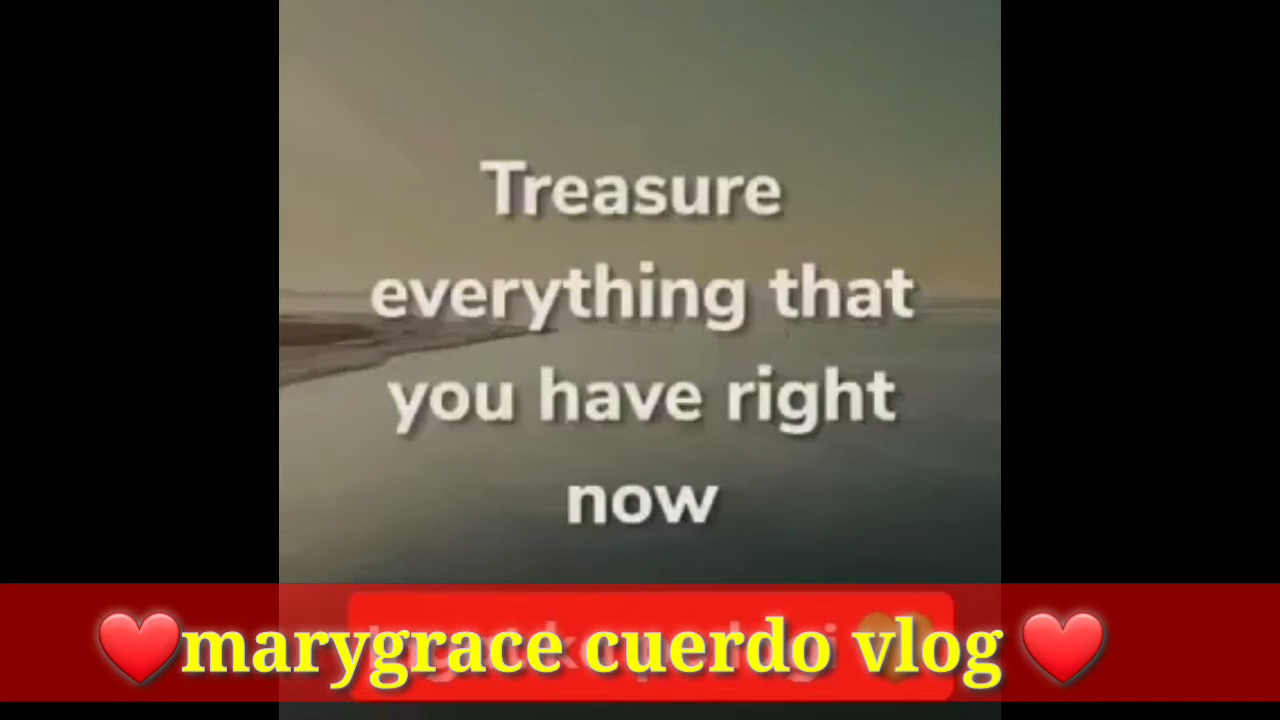 Treasure
everything that
you have right
now
❤️marygrace cuerdo vlog ❤️